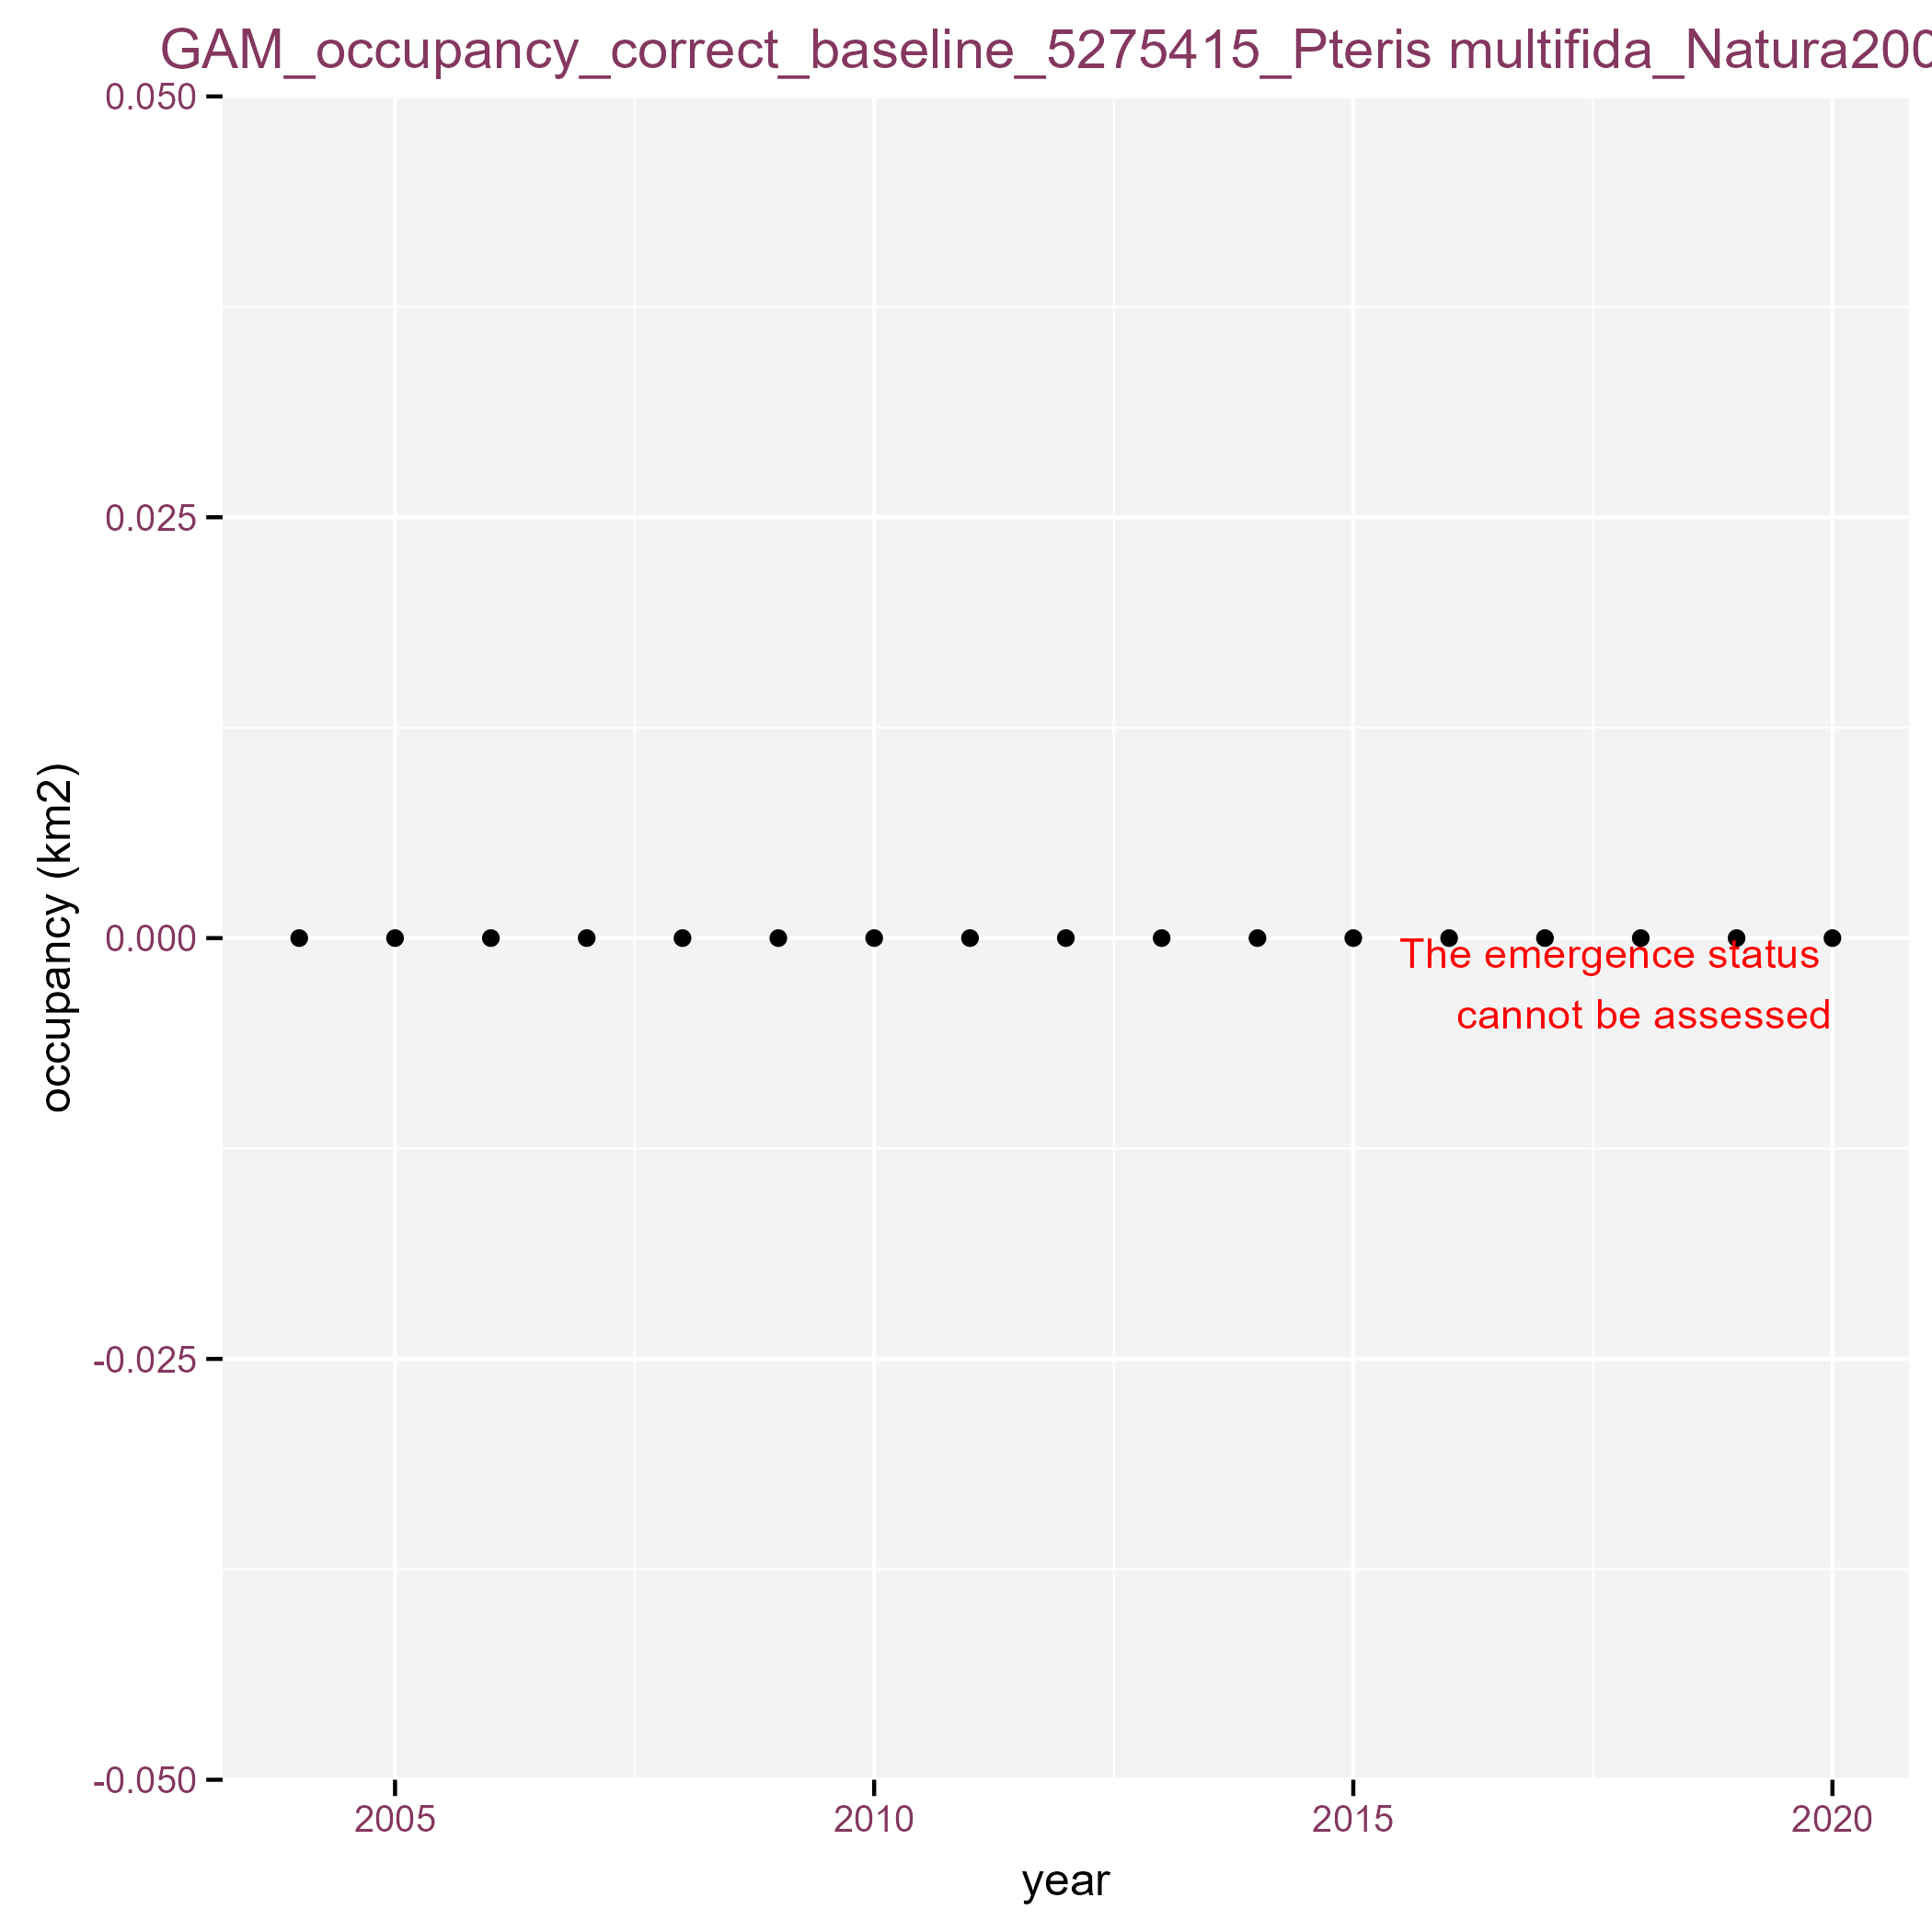 GAM_occupancy_correct_baseline_5275415_Pteris multifida_Natura200
0.050
0.025
0.000
-0.025
-0.050
occupancy (km2)
The emergence status
cannot be assessed
2005 2010 2015 2020
year